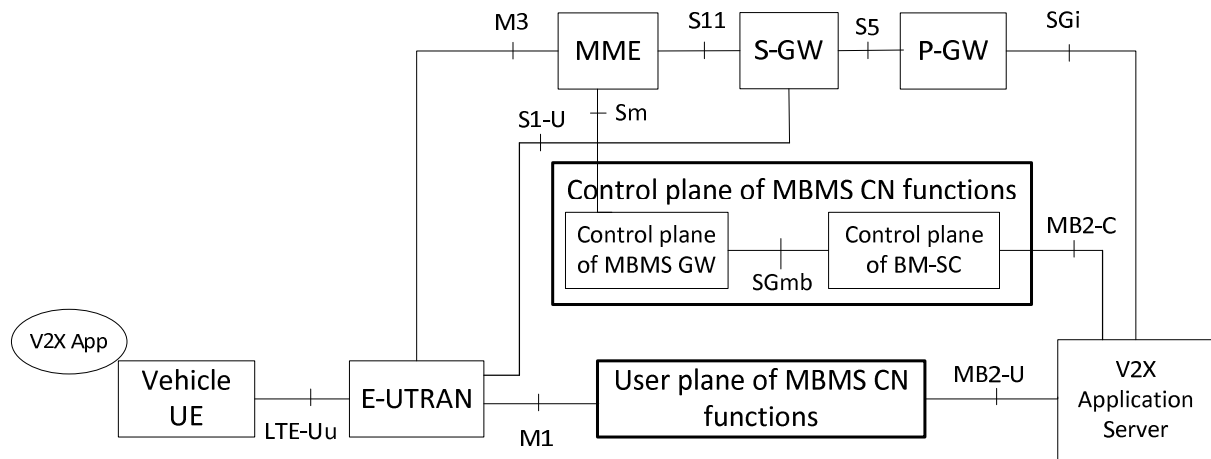 M3
S11
S5
SGi
MME
S-GW
P-GW
S1-U
Sm
Control plane of MBMS CN functions
Control plane
of MBMS GW
SGmb
Control plane
of BM-SC
MB2-C
V2X App
Vehicle
UE
LTE-Uu
E-UTRAN
M1
User plane of MBMS CN
functions
MB2-U
V2X
Application
Server